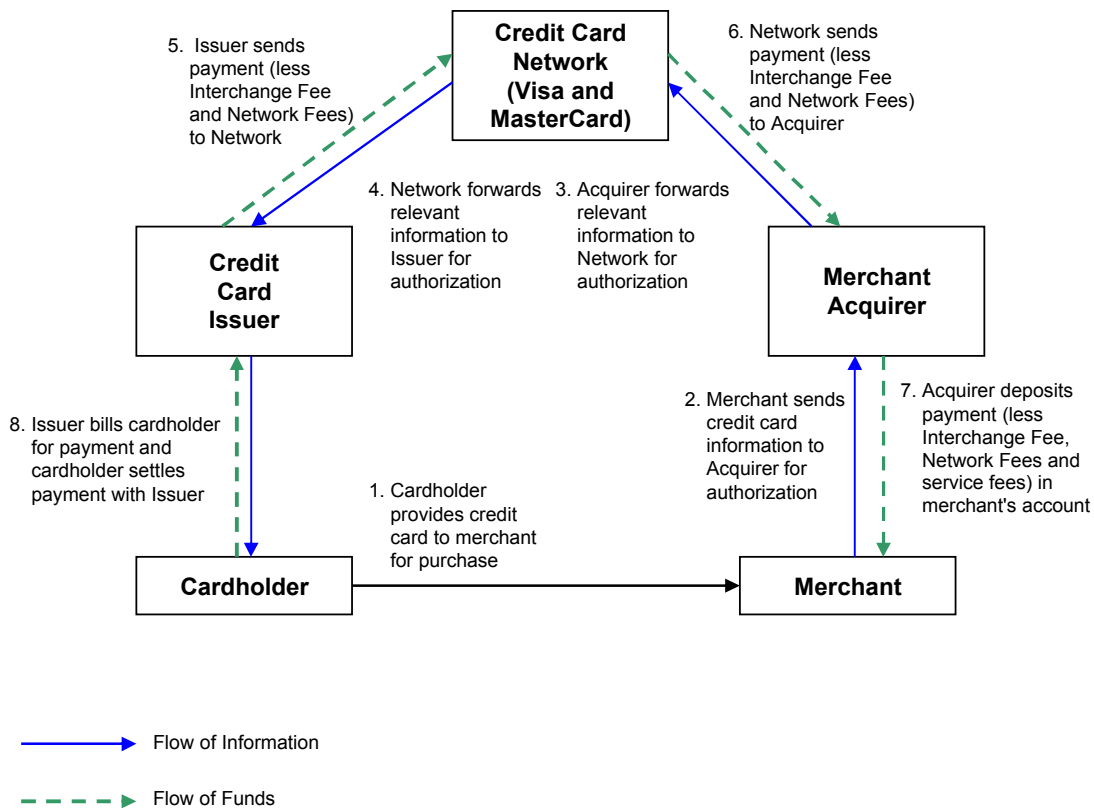 Credit Card
Network
(Visa and
MasterCard)
5. Issuer sends
payment (less
Interchange Fee
and Network Fees)
to Network
6. Network sends
payment (less
Interchange Fee
and Network Fees)
to Acquirer
4. Network forwards
relevant
information to
Issuer for
authorization
3. Acquirer forwards
relevant
information to
Network for
authorization
Credit
Card
Issuer
Merchant
Acquirer
8. Issuer bills cardholder
for payment and
cardholder settles
payment with Issuer
2. Merchant sends
credit card
information to
Acquirer for
authorization
7. Acquirer deposits
payment (less
Interchange Fee,
Network Fees and
service fees) in
merchant's account
1. Cardholder
provides credit
card to merchant
for purchase
Cardholder
Merchant
Flow of Information
Flow of Funds